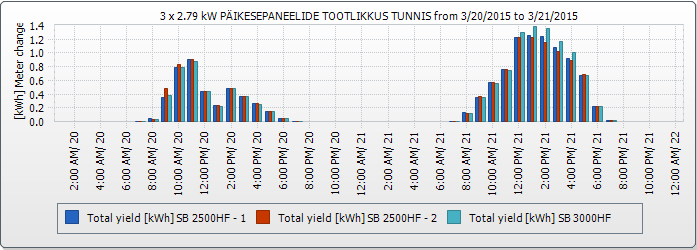 3 x 2.79 kW PÄIKESEPANEELIDE TOOTLIKKUS TUNNIS from 3/20/2015 to 3/21/2015
[kWh] Meter change
1.4
1.2
1.0
0.8
0.6
0.4
0.2
0.0
2:00 AM/ 20
4:00 AM/ 20
6:00 AM/ 20
8:00 AM/ 20
10:00 AM/ 20
12:00 PM/ 20
2:00 PM/ 20
4:00 PM/ 20
6:00 PM/ 20
8:00 PM/ 20
10:00 PM/ 20
12:00 AM/ 21
2:00 AM/ 21
4:00 AM/ 21
6:00 AM/ 21
8:00 AM/ 21
10:00 AM/ 21
12:00 PM/ 21
2:00 PM/ 21
4:00 PM/ 21
6:00 PM/ 21
8:00 PM/ 21
10:00 PM/ 21
12:00 AM/ 22
Total yield [kWh] SB 2500HF - 1
Total yield [kWh] SB 2500HF - 2
Total yield [kWh] SB 3000HF